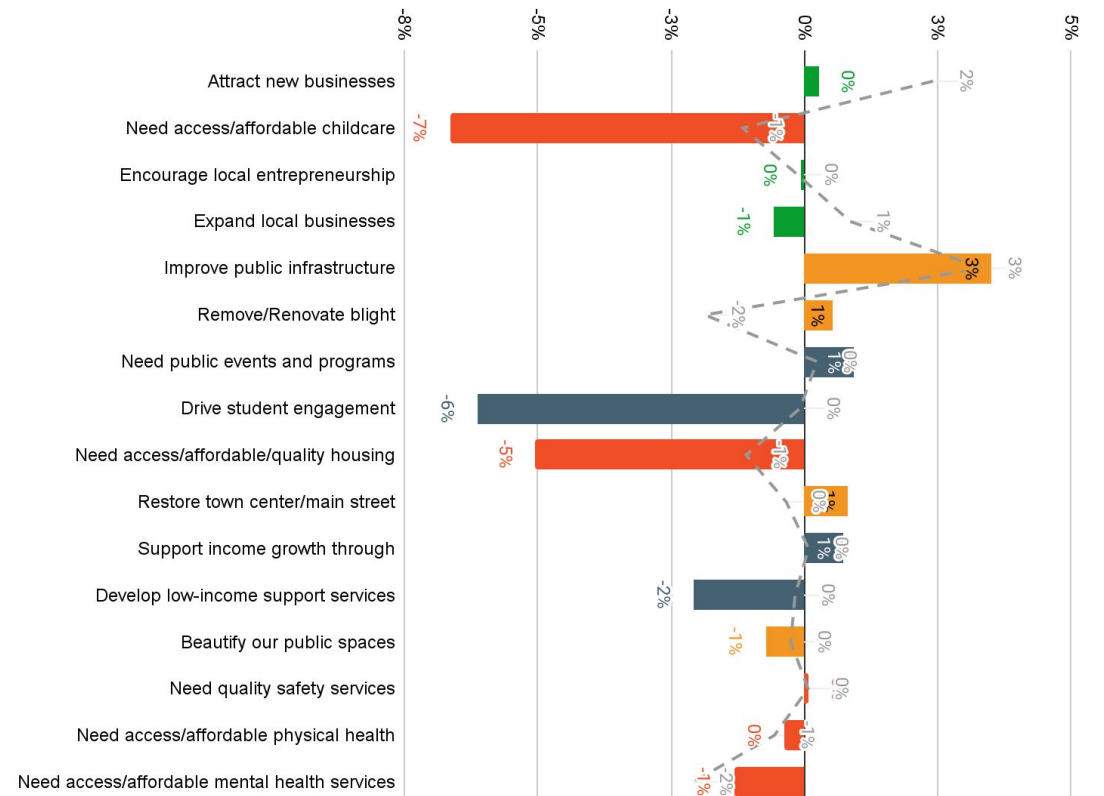 -8% -5% -3% 0% 3% 5%
Attract new businesses 0% 2%
Need access/affordable childcare -7% -1%
Encourage local entrepreneurship 0% 0%
Expand local businesses -1% 1%
Improve public infrastructure 3% 3%
Remove/Renovate blight -2% 1%
Need public events and programs 1% 0%
Drive student engagement -6% 0%
Need access/affordable/quality housing -5% -1%
Restore town center/main street 0% 1%
Support income growth through 1% 0%
Develop low-income support services -2% 0%
Beautify our public spaces -1% 0%
Need quality safety services 0%
Need access/affordable physical health 0% -1%
Need access/affordable mental health services -1% -2%